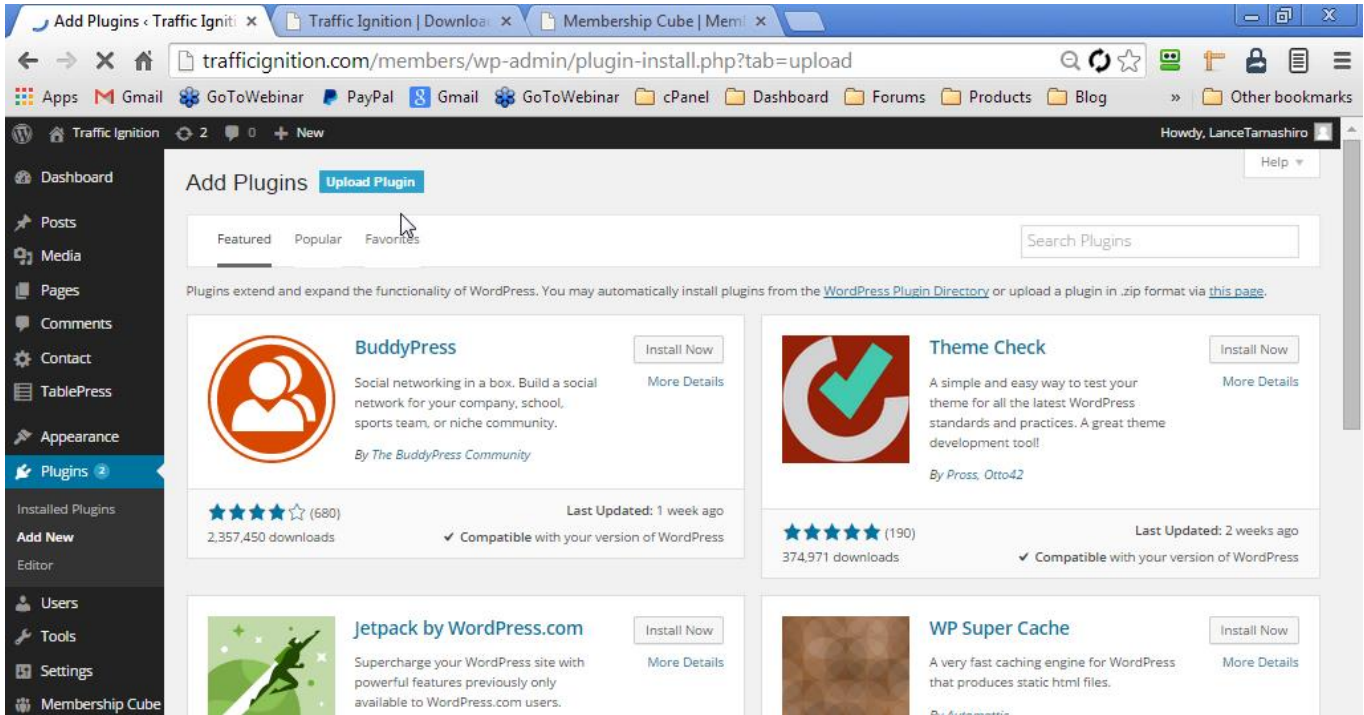 Add Plugins ‹ Traffic Igniti
Traffic Ignition | Downloa
Membership Cube | Mem
trafficignition.com/members/wp-admin/plugin-install.php?tab=upload
Apps Gmail GoToWebinar PayPal Gmail GoToWebinar cPanel Dashboard Forums Products Blog » Other bookmarks
Traffic Ignition 2 0 + New Howdy, LanceTamashiro
Help
Dashboard
Posts
Media
Pages
Comments
Contact
TablePress
Appearance
Plugins 2
Installed Plugins
Add New
Editor
Users
Tools
Settings
Membership Cube
Add Plugins Upload Plugin
Featured Popular Favorites Search Plugins
Plugins extend and expand the functionality of WordPress. You may automatically install plugins from the WordPress Plugin Directory or upload a plugin in .zip format via this page.
BuddyPress
Install Now
More Details
Social networking in a box. Build a social
network for your company, school,
sports team, or niche community.
By The BuddyPress Community
(680)
2,357,450 downloads
Last Updated: 1 week ago
✔ Compatible with your version of WordPress
Theme Check
Install Now
More Details
A simple and easy way to test your
theme for all the latest WordPress
standards and practices. A great theme
development tool!
By Pross, Otto42
(190)
374,971 downloads
Last Updated: 2 weeks ago
✔ Compatible with your version of WordPress
Jetpack by WordPress.com
Install Now
More Details
Supercharge your WordPress site with
powerful features previously only
available to WordPress.com users.
WP Super Cache
Install Now
More Details
A very fast caching engine for WordPress
that produces static html files.
By Automattic